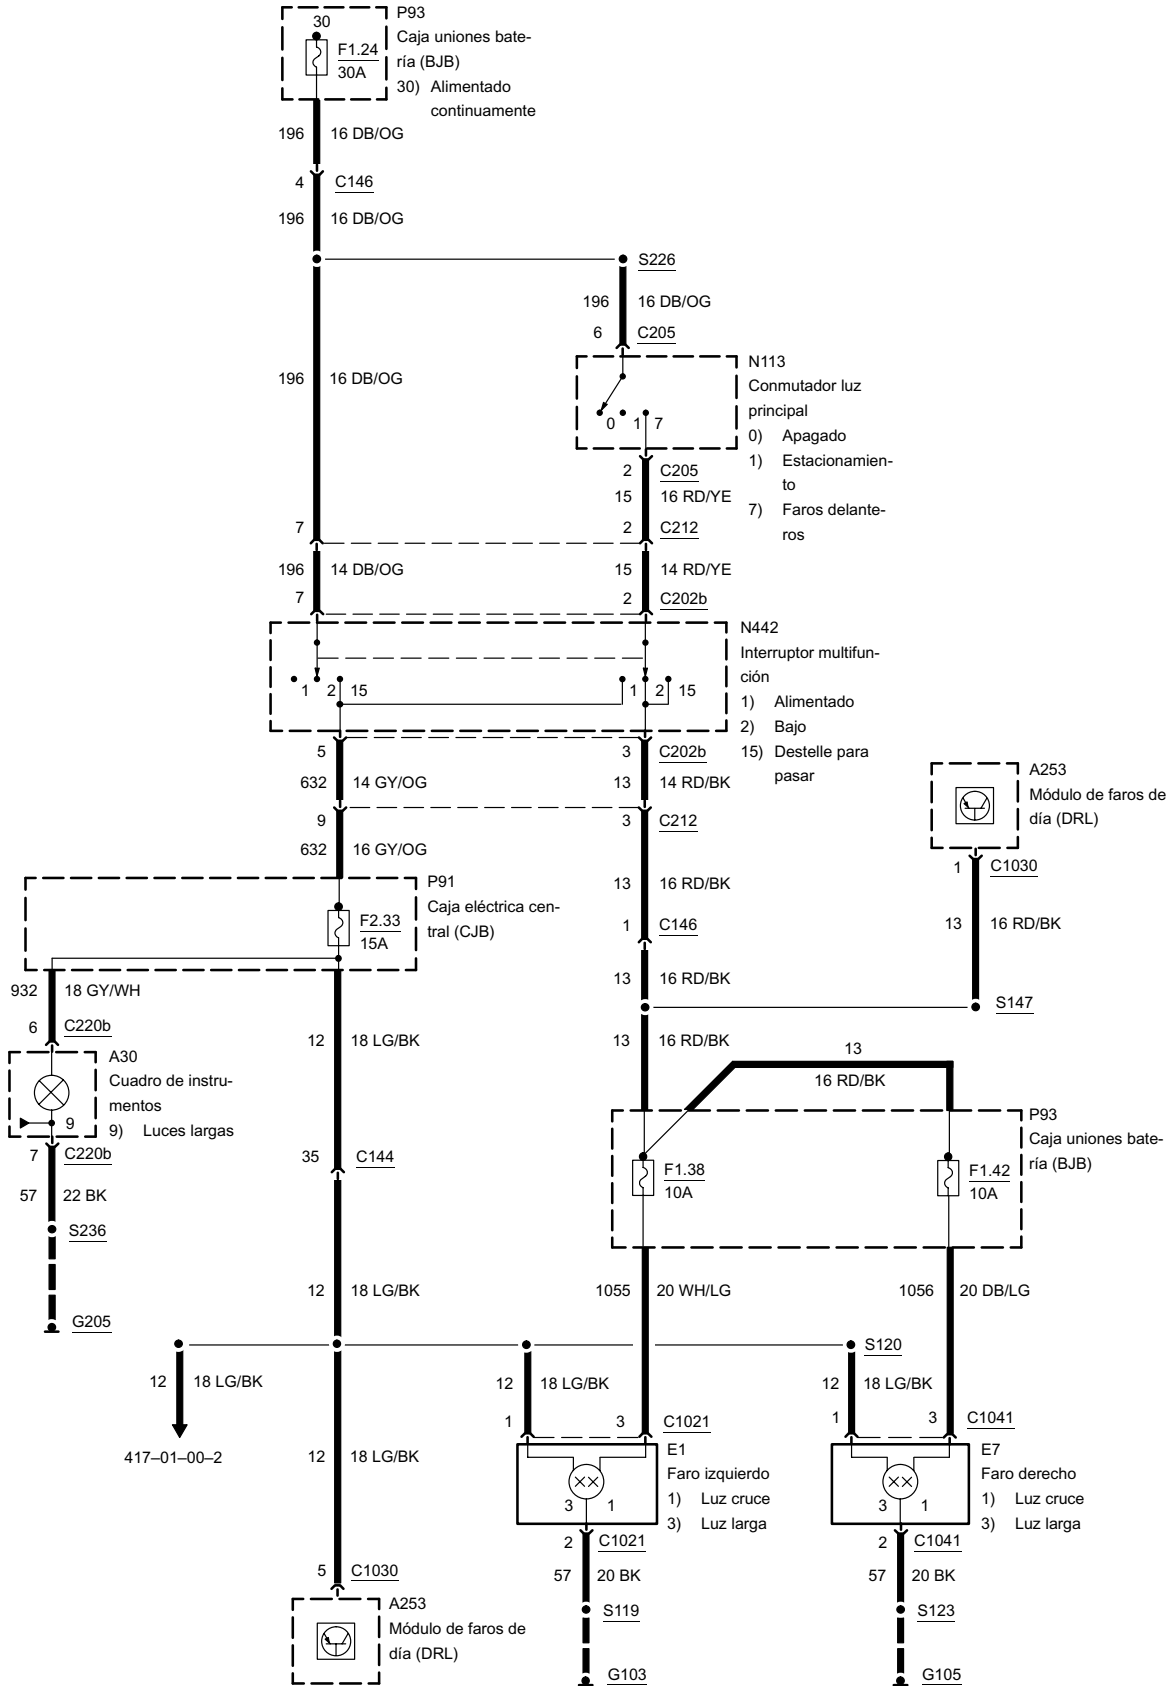 P93
30
Caja uniones bate-
F1.24
ría (BJB)
30A
30) Alimentado
continuamente
196 16 DB/OG
4 C146
196 16 DB/OG
S226
196 16 DB/OG
6 C205
N113
196 16 DB/OG
Conmutador luz
principal
0 1 7
0) Apagado
1) Estacionamien-
to
7) Faros delante-
ros
2 C205
15 16 RD/YE
7 2 C212
196 14 DB/OG 15 14 RD/YE
7 2 C202b
N442
Interruptor multifun-
ción
1 2 15 1 2 15
1) Alimentado
2) Bajo
15) Destelle para
pasar
5 3 C202b
632 14 GY/OG 13 14 RD/BK
A253
Módulo de faros de
día (DRL)
9 3 C212
632 16 GY/OG
1 C1030
P91
13 16 RD/BK
Caja eléctrica cen-
tral (CJB)
F2.33
15A
1 C146
13 16 RD/BK
932 18 GY/WH
13 16 RD/BK
S147
6 C220b
12 18 LG/BK 13 16 RD/BK
13
16 RD/BK
A30
Cuadro de instru-
mentos
9
9) Luces largas
P93
Caja uniones bate-
ría (BJB)
7 C220b
35 C144
F1.38
10A
F1.42
10A
57 22 BK
S236
12 18 LG/BK 1055 20 WH/LG 1056 20 DB/LG
G205
S120
12 18 LG/BK 12 18 LG/BK 12 18 LG/BK
1 3 C1021 1 3 C1041
417–01–00–2
12 18 LG/BK
E1
Faro izquierdo
3 1
1) Luz cruce
3) Luz larga
E7
Faro derecho
3 1
1) Luz cruce
3) Luz larga
2 C1021 2 C1041
5 C1030 57 20 BK 57 20 BK
A253
Módulo de faros de
día (DRL)
S119 S123
G103 G105